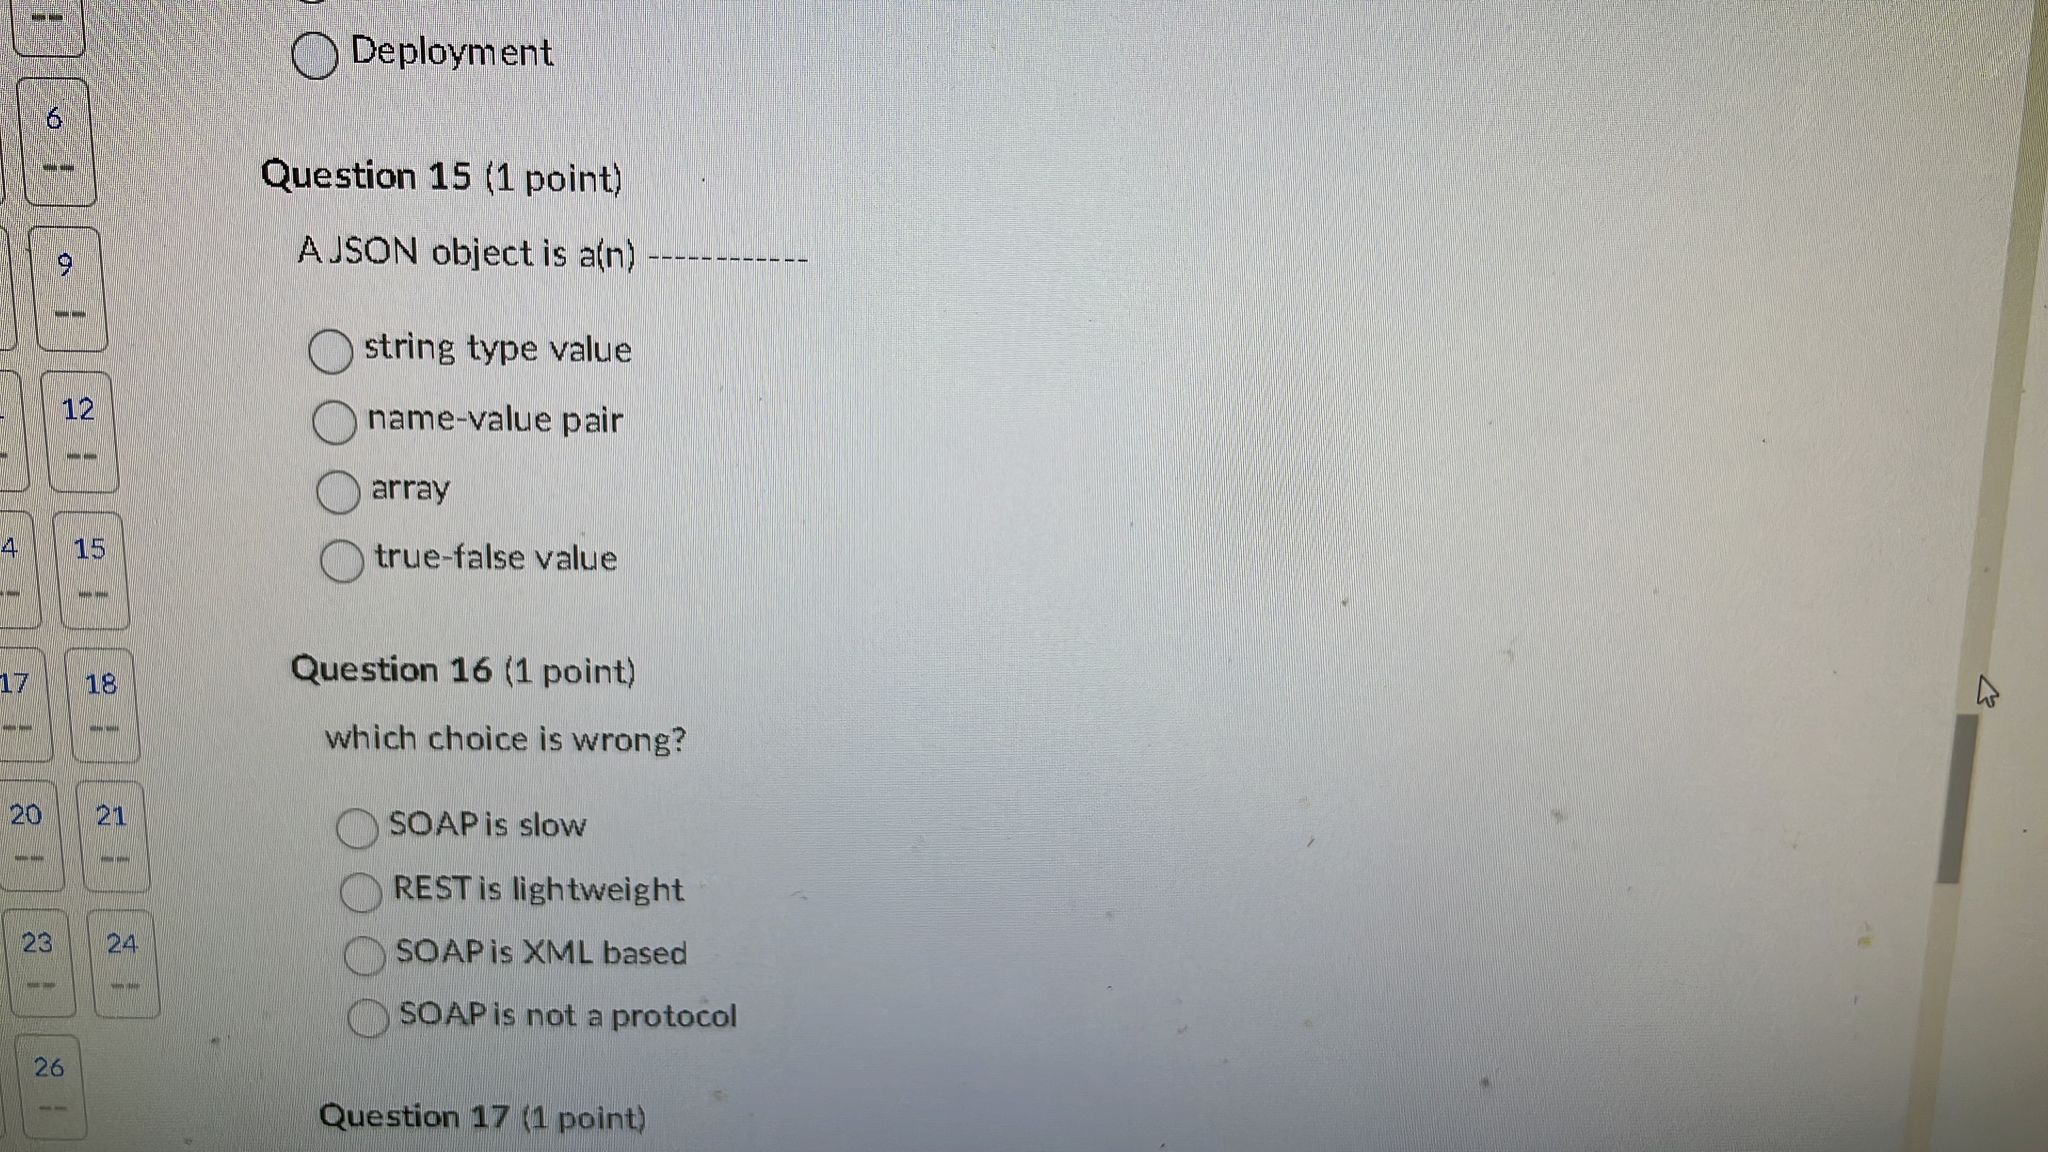 Deployment
6
--
Question 15 (1 point)
A JSON object is a(n) ------------
9
--
string type value
name-value pair
12
--
array
4
15
--
true-false value
--
Question 16 (1 point)
17
18
--
--
which choice is wrong?
20
21
--
--
SOAP is slow
REST is lightweight
23
24
--
--
SOAP is XML based
SOAP is not a protocol
26
--
Question 17 (1 point)